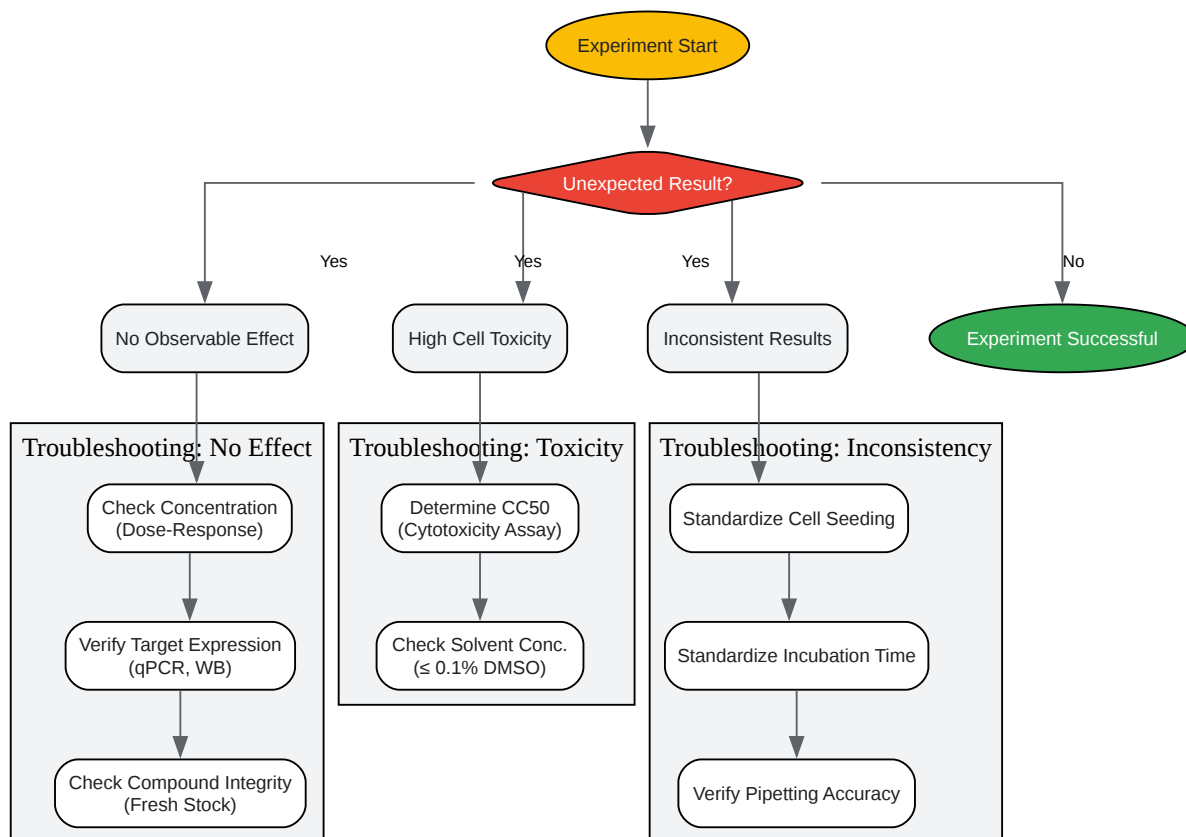 Experiment Start
Unexpected Result?
Yes
Yes
Yes
No
No Observable Effect
High Cell Toxicity
Inconsistent Results
Experiment Successful
Troubleshooting: No Effect
Check Concentration
(Dose-Response)
Verify Target Expression
(qPCR, WB)
Check Compound Integrity
(Fresh Stock)
Troubleshooting: Toxicity
Determine CC50
(Cytotoxicity Assay)
Check Solvent Conc.
(≤ 0.1% DMSO)
Troubleshooting: Inconsistency
Standardize Cell Seeding
Standardize Incubation Time
Verify Pipetting Accuracy